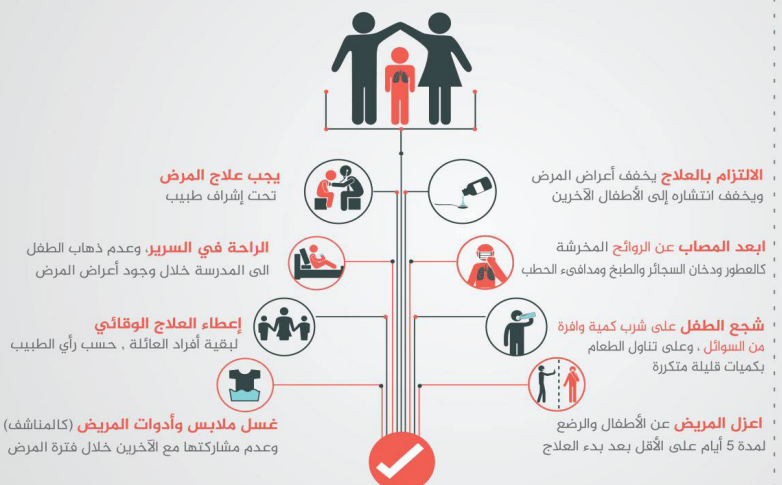 الالتزام بالعلاج يخفف أعراض المرض
ويخفف انتشاره إلى الأطفال الآخرين
يجب علاج المرض
تحت إشراف طبيب
ابعد المصاب عن الروائح المخرشة
كالعطور ودخان السجائر والطبخ ومدافىء الحطب
الراحة في السرير، وعدم ذهاب الطفل
الى المدرسة خلال وجود أعراض المرض
شجع الطفل على شرب كمية وافرة
من السوائل ، وعلى تناول الطعام
بكميات قليلة متكررة
إعطاء العلاج الوقائي
لبقية أفراد العائلة , حسب رأي الطبيب
اعزل المريض عن الأطفال والرضع
لمدة 5 أيام على الأقل بعد بدء العلاج
غسل ملابس وأدوات المريض (كالمناشف)
وعدم مشاركتها مع الآخرين خلال فترة المرض